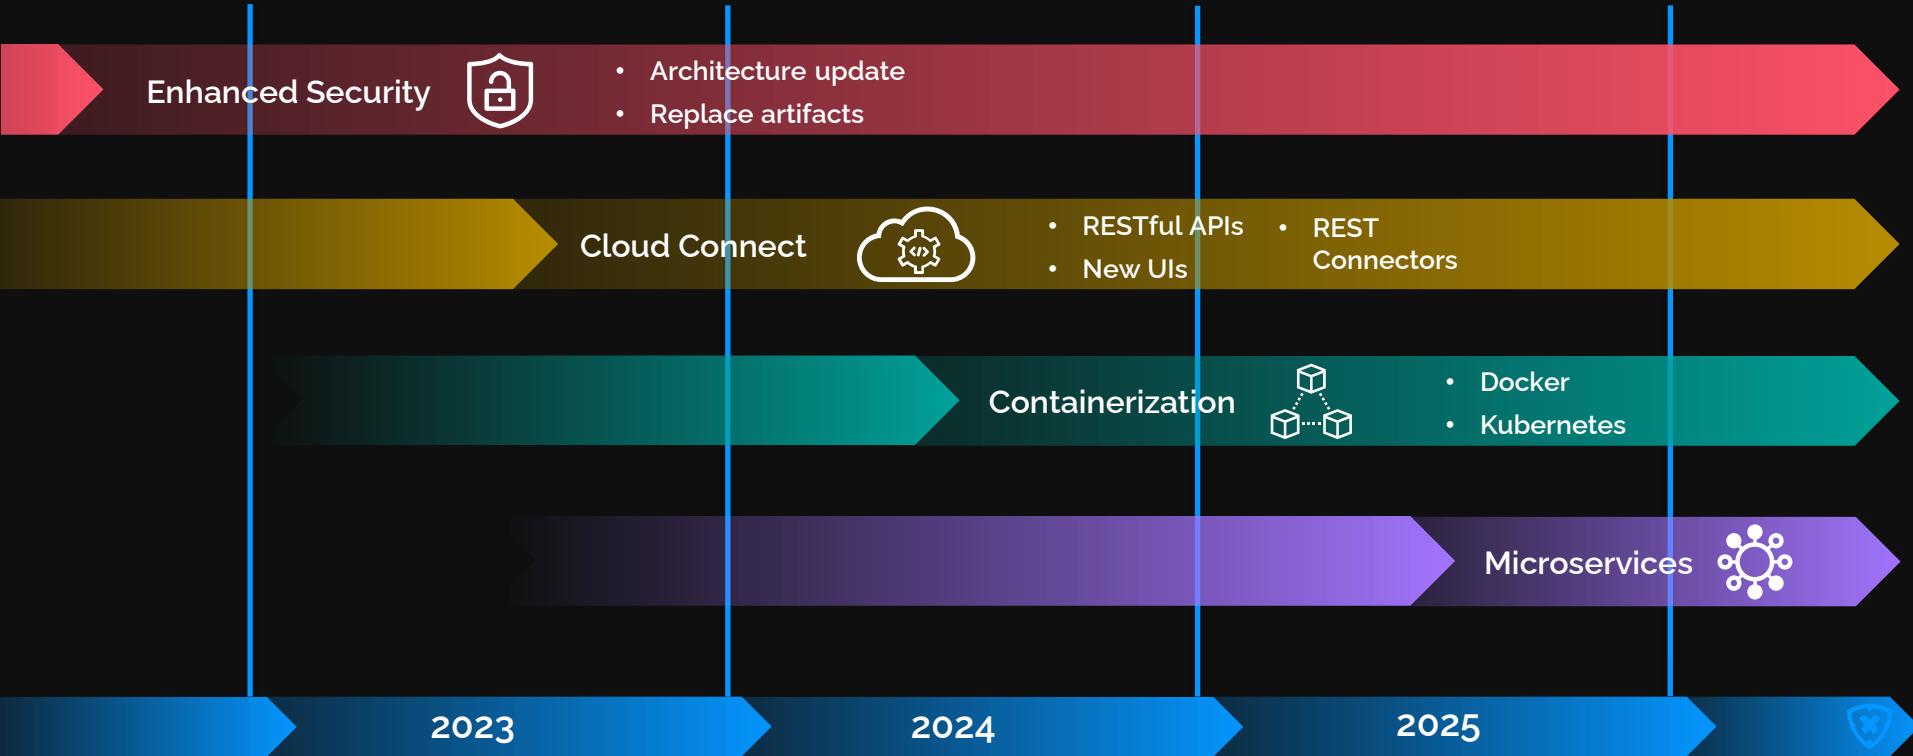 Enhanced Security
• Architecture update
• Replace artifacts
Cloud Connect
</>
• RESTful APIs
• New UIs
• REST
Connectors
Containerization
• Docker
• Kubernetes
Microservices
2023
2024
2025